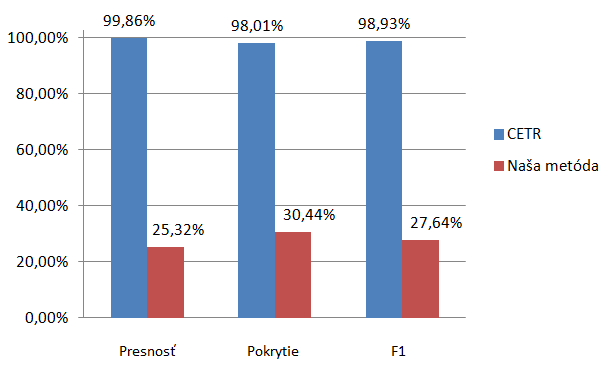 99,86%
98,01%
98,93%
100,00%
80,00%
60,00%
40,00%
20,00%
0,00%
25,32%
30,44%
27,64%
Presnosť
Pokrytie
F1
CETR
Naša metóda